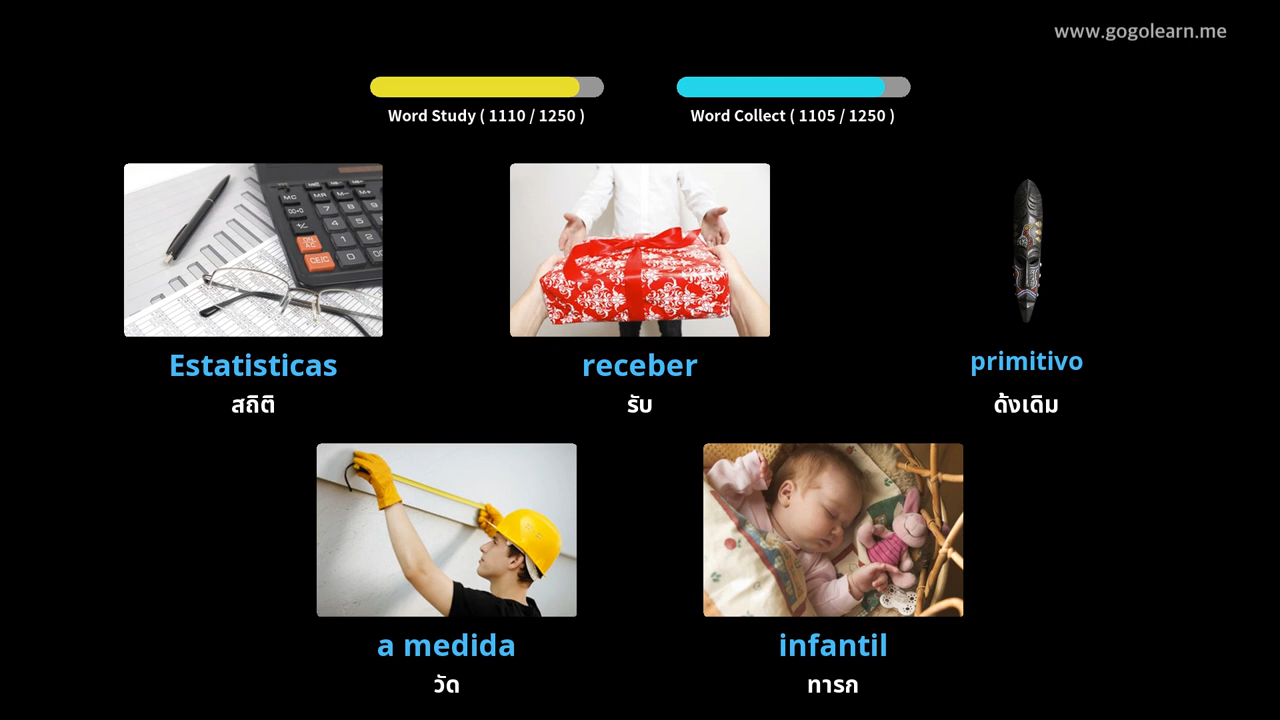 www.gogolearn.me
Word Study ( 1110 / 1250 )
Word Collect ( 1105 / 1250 )
Estatisticas
สถิติ
receber
รับ
primitivo
ดั้งเดิม
a medida
วัด
infantil
ทารก